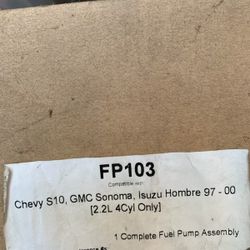 FP103
Compatible
Chevy S10, GMC Sonoma, Isuzu Hombre 97 - 00
[2.2L 4Cyl Only]
1 Complete Fuel Pump Assembly